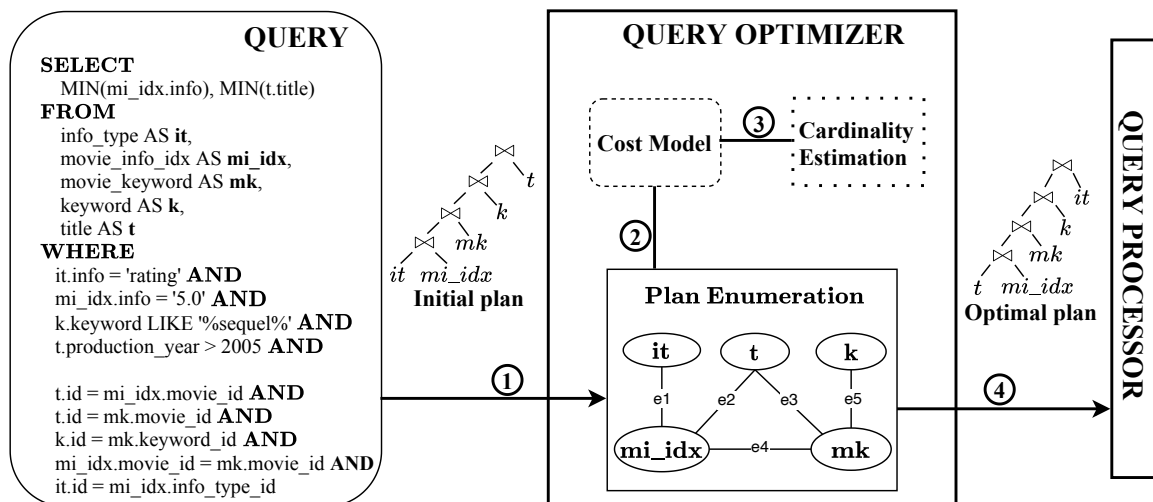 QUERY
SELECT
MIN(mi_idx.info), MIN(t.title)
FROM
info_type AS it,
movie_info_idx AS mi_idx,
movie_keyword AS mk,
keyword AS k,
title AS t
WHERE
it.info = 'rating' AND
mi_idx.info = '5.0' AND
k.keyword LIKE '%sequel%' AND
t.production_year > 2005 AND
t.id = mi_idx.movie_id AND
t.id = mk.movie_id AND
k.id = mk.keyword_id AND
mi_idx.movie_id = mk.movie_id AND
it.id = mi_idx.info_type_id
t
k
mk
it mi_idx
Initial plan
1
QUERY OPTIMIZER
Cost Model
3
Cardinality
Estimation
2
Plan Enumeration
it t k
e1 e2 e3 e5
mi_idx e4 mk
it
k
mk
t mi_idx
Optimal plan
4
QUERY PROCESSOR